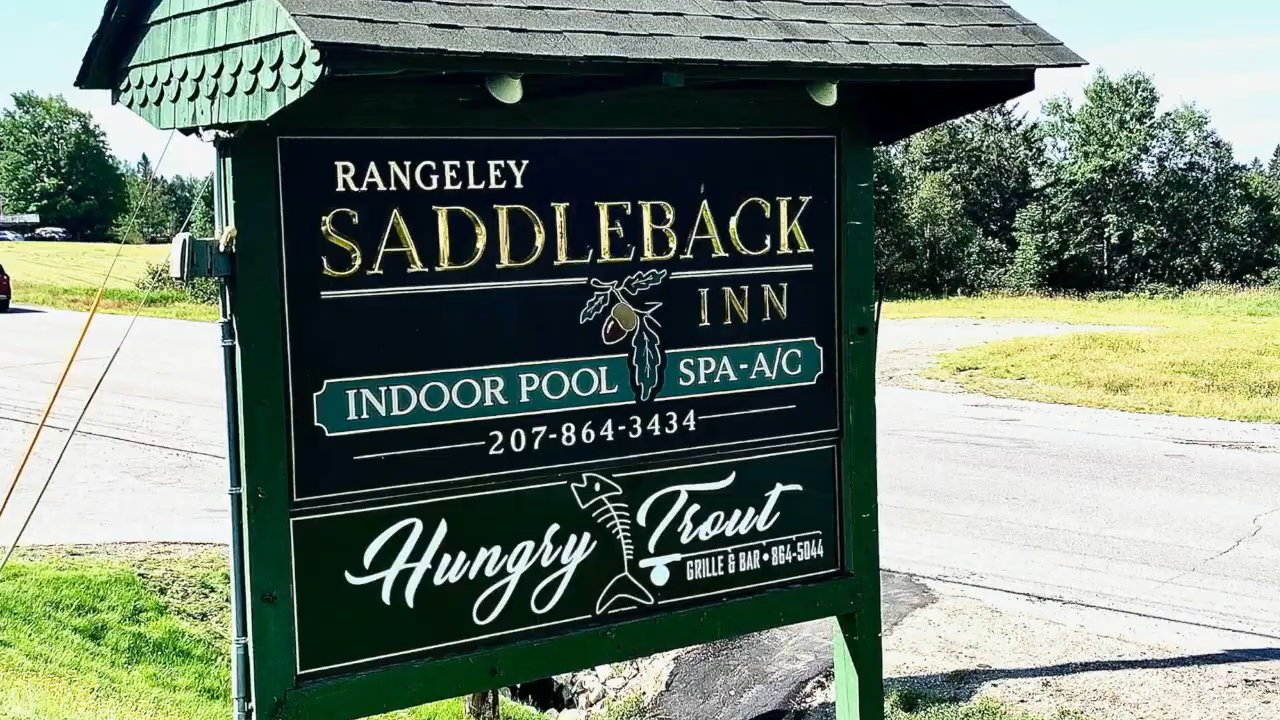 RANGELEY
SADDLEBACK
INN
INDOOR POOL SPA-A/C
207-864-3434
Hungry Trout
GRILLE & BAR • 864-5044